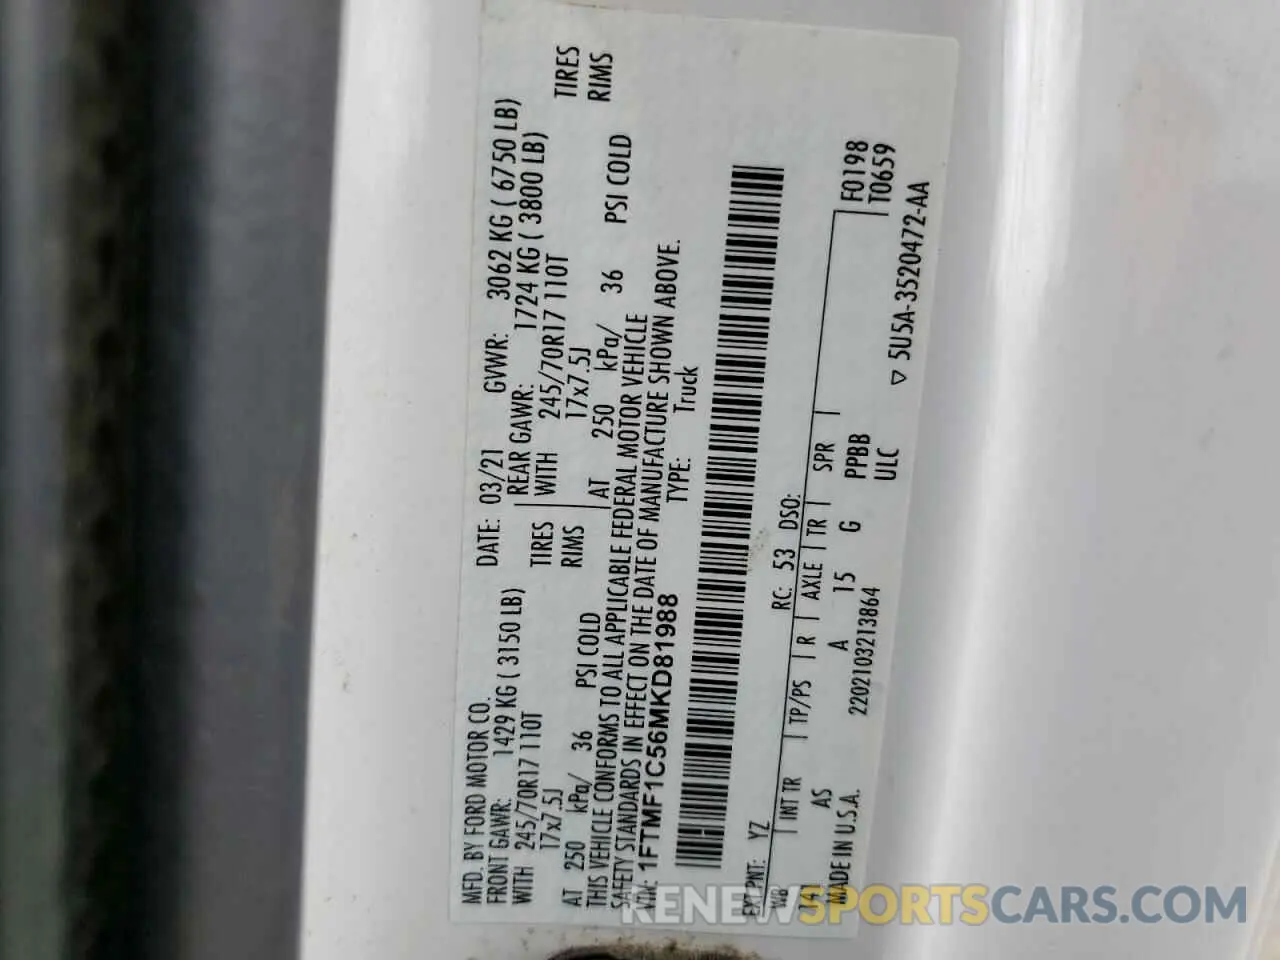 MFD. BY FORD MOTOR CO.
DATE: 03/21 GVWR: 3062 KG ( 6750 LB)
FRONT GAWR: 1429 KG ( 3150 LB) REAR GAWR: 1724 KG ( 3800 LB)
WITH 245/70R17 110T TIRES WITH 245/70R17 110T TIRES
17x7.5J RIMS 17x7.5J RIMS
AT 250 kPa/ 36 PSI COLD AT 250 kPa/ 36 PSI COLD
THIS VEHICLE CONFORMS TO ALL APPLICABLE FEDERAL MOTOR VEHICLE
SAFETY STANDARDS IN EFFECT ON THE DATE OF MANUFACTURE SHOWN ABOVE.
VIN: 1FTMF1C56MKD81988 TYPE: Truck
EXT PNT: YZ RC: 53 DSO:
WB INT TR TP/PS R AXLE TR SPR F0198
141 AS A 15 G PPBB T0659
MADE IN U.S.A. 2202103213864 ULC
▽ 5U5A-3520472-AA
RENEWSPORTSCARS.COM